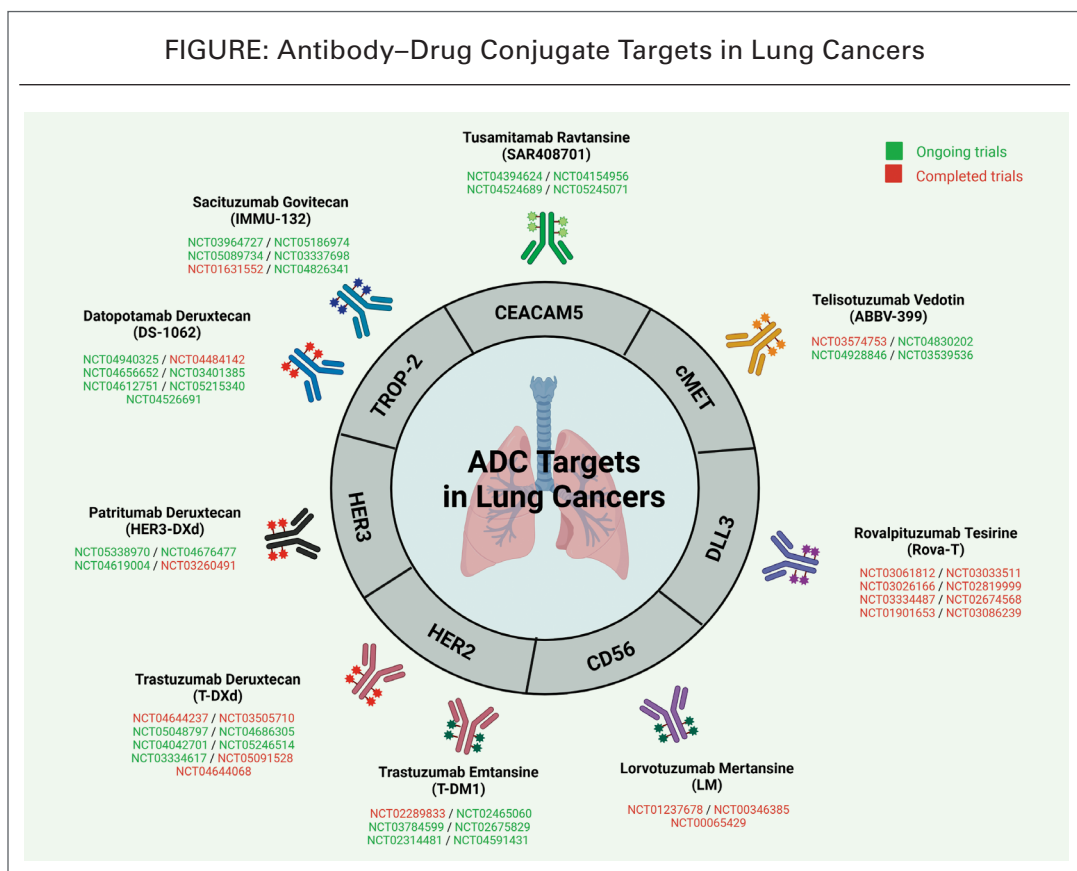 FIGURE: Antibody–Drug Conjugate Targets in Lung Cancers
Tusamitamab Ravtansine
(SAR408701)
NCT04394624 / NCT04154956
NCT04524689 / NCT05245071
Ongoing trials
Completed trials
Sacituzumab Govitecan
(IMMU-132)
NCT03964727 / NCT05186974
NCT05089734 / NCT03337698
NCT01631552 / NCT04826341
Datopotamab Deruxtecan
(DS-1062)
NCT04940325 / NCT04484142
NCT04656652 / NCT03401385
NCT04612751 / NCT05215340
NCT04526691
Telisotuzumab Vedotin
(ABBV-399)
NCT03574753 / NCT04830202
NCT04928846 / NCT03539536
CEACAM5
TROP-2
cMET
HER3
DLL3
HER2
CD56
ADC Targets
in Lung Cancers
Patritumab Deruxtecan
(HER3-DXd)
NCT05338970 / NCT04676477
NCT04619004 / NCT03260491
Rovalpituzumab Tesirine
(Rova-T)
NCT03061812 / NCT03033511
NCT03026166 / NCT02819999
NCT03334487 / NCT02674568
NCT01901653 / NCT03086239
Trastuzumab Deruxtecan
(T-DXd)
NCT04644237 / NCT03505710
NCT05048797 / NCT04686305
NCT04042701 / NCT05246514
NCT03334617 / NCT05091528
NCT04644068
Trastuzumab Emtansine
(T-DM1)
NCT02289833 / NCT02465060
NCT03784599 / NCT02675829
NCT02314481 / NCT04591431
Lorvotuzumab Mertansine
(LM)
NCT01237678 / NCT00346385
NCT00065429